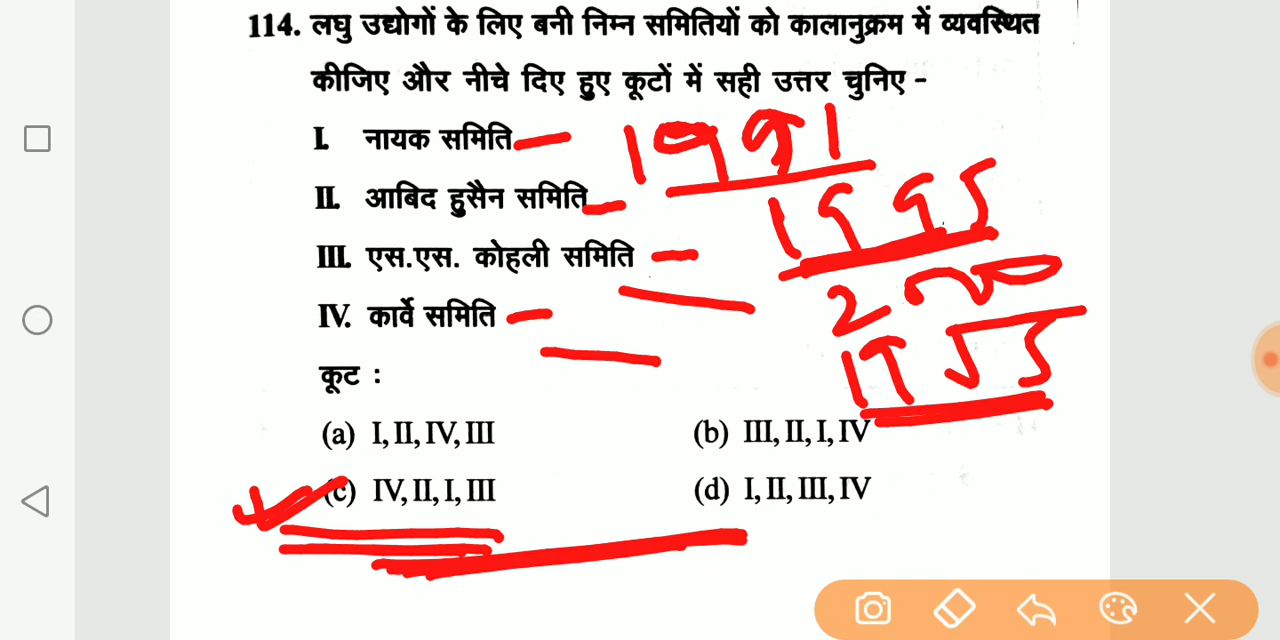 114. लघु उद्योगों के लिए बनी निम्न समितियों को कालानुक्रम में व्यवस्थित
कीजिए और नीचे दिए हुए कूटों में सही उत्तर चुनिए -
I. नायक समिति 1991
II. आबिद हुसैन समिति 1995
III. एस.एस. कोहली समिति 2000
IV. कार्वे समिति 1955
कूट :
(a) I, II, IV, III (b) III, II, I, IV
(c) IV, II, I, III (d) I, II, III, IV